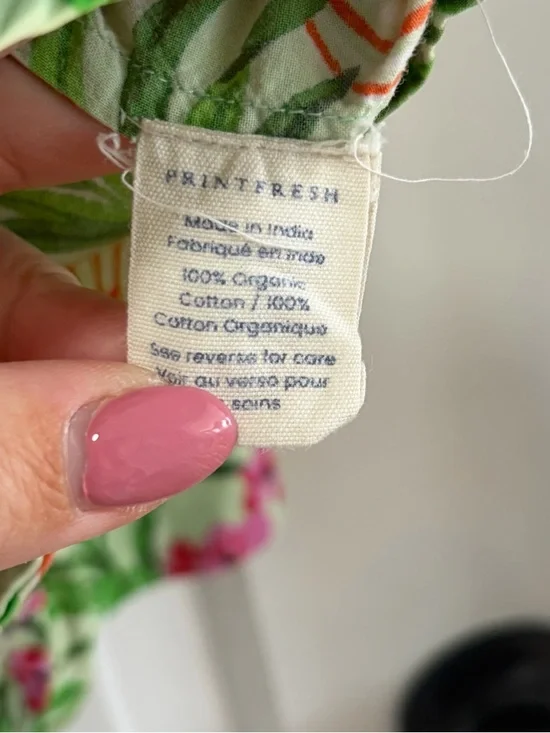 PRINTFRESH
Made in India
Fabriqué en Inde
100% Organic
Cotton / 100%
Cotton Organique
See reverse for care
Voir au verso pour
soins